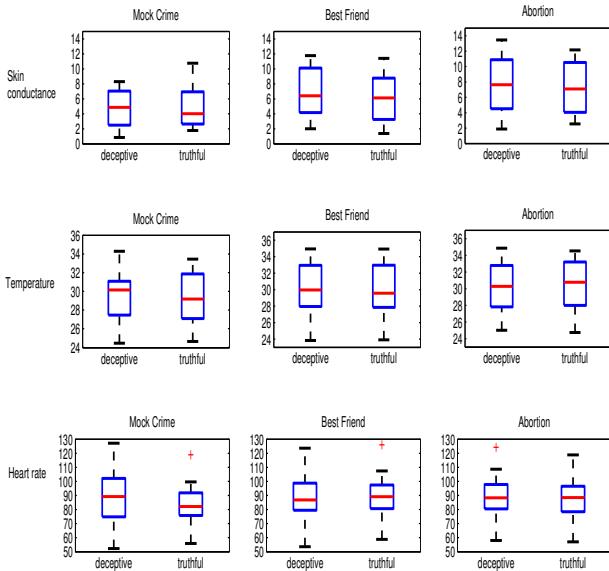 Mock Crime Best Friend Abortion
14 14 14
12 12 12
10 10 10
8 8 8
6 6 6
4 4 4
2 2 2
0 0 0
Skin
conductance
deceptive truthful deceptive truthful deceptive truthful
Mock Crime Best Friend Abortion
36 36 36
34 34 34
32 32 32
30 30 30
28 28 28
26 26 26
24 24 24
Temperature
deceptive truthful deceptive truthful deceptive truthful
Mock Crime Best Friend Abortion
130 130 130
120 120 120
110 110 110
100 100 100
90 90 90
80 80 80
70 70 70
60 60 60
50 50 50
Heart rate
deceptive truthful deceptive truthful deceptive truthful